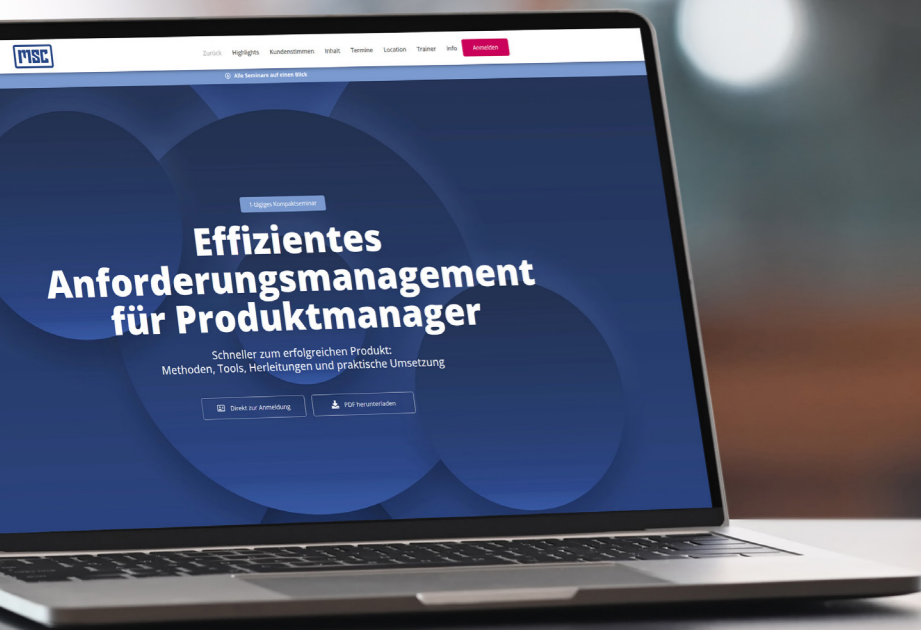 MSC
Zurück Highlights Kundenstimmen Inhalt Termine Location Trainer Info Anmelden
Alle Seminare auf einen Blick
1-tägiges Kompaktseminar
Effizientes
Anforderungsmanagement
für Produktmanager
Schneller zum erfolgreichen Produkt:
Methoden, Tools, Herleitungen und praktische Umsetzung
Direkt zur Anmeldung PDF herunterladen